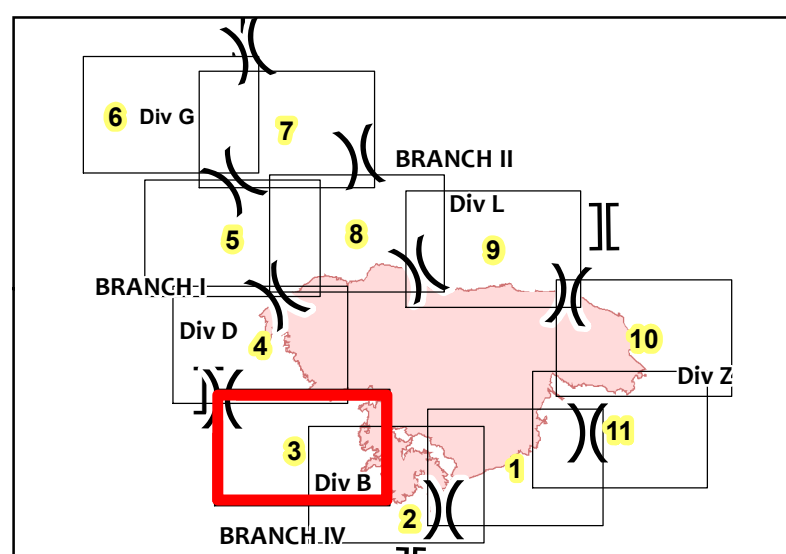 6
Div G
7
BRANCH II
Div L
5
8
9
BRANCH I
Div D
4
10
Div Z
3
11
1
Div B
2
BRANCH IV